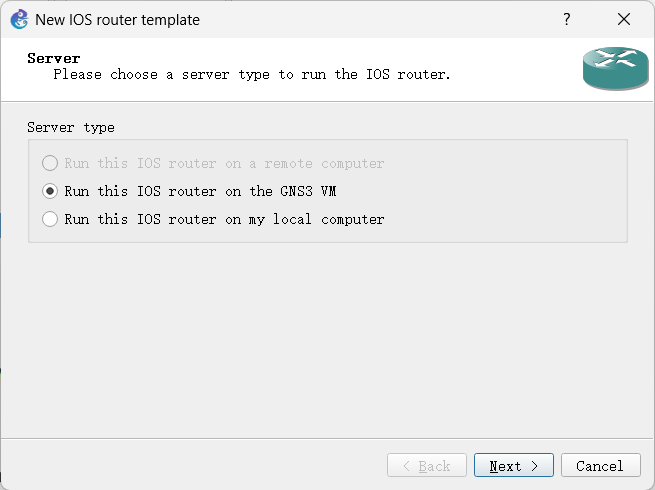 New IOS router template
?
Server
Please choose a server type to run the IOS router.
Server type
Run this IOS router on a remote computer
Run this IOS router on the GNS3 VM
Run this IOS router on my local computer
< Back
Next >
Cancel